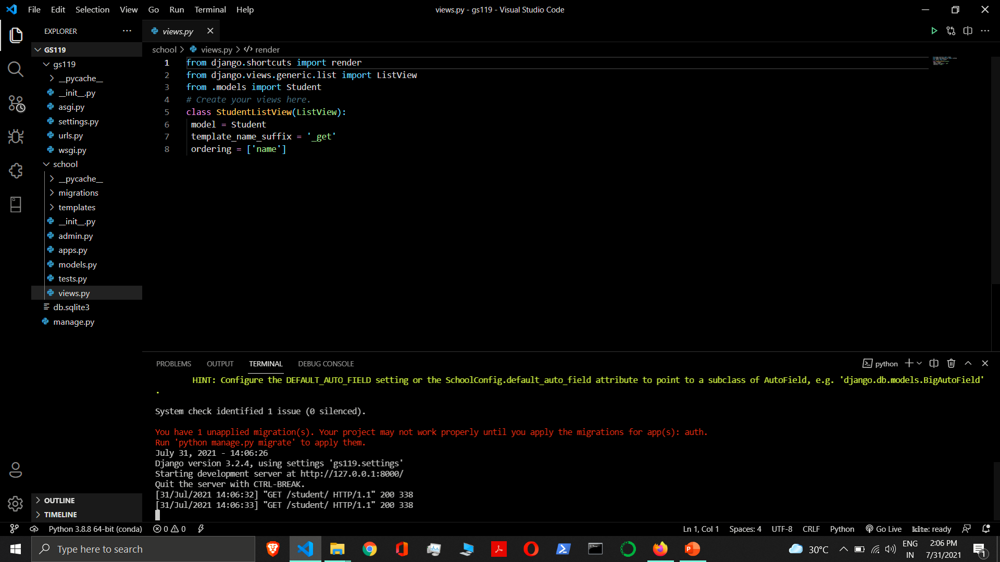 File Edit Selection View Go Run Terminal Help
views.py - gs119 - Visual Studio Code
EXPLORER
GS119
gs119
__pycache__
__init__.py
asgi.py
settings.py
urls.py
wsgi.py
school
__pycache__
migrations
templates
__init__.py
admin.py
apps.py
models.py
tests.py
views.py
db.sqlite3
manage.py
OUTLINE
TIMELINE
views.py
school > views.py > render
1 from django.shortcuts import render
2 from django.views.generic.list import ListView
3 from .models import Student
4 # Create your views here.
5 class StudentListView(ListView):
6 model = Student
7 template_name_suffix = '_get'
8 ordering = ['name']
PROBLEMS OUTPUT TERMINAL DEBUG CONSOLE
python
HINT: Configure the DEFAULT_AUTO_FIELD setting or the SchoolConfig.default_auto_field attribute to point to a subclass of AutoField, e.g. 'django.db.models.BigAutoField'
.
System check identified 1 issue (0 silenced).
You have 1 unapplied migration(s). Your project may not work properly until you apply the migrations for app(s): auth.
Run 'python manage.py migrate' to apply them.
July 31, 2021 - 14:06:26
Django version 3.2.4, using settings 'gs119.settings'
Starting development server at http://127.0.0.1:8000/
Quit the server with CTRL-BREAK.
[31/Jul/2021 14:06:32] "GET /student/ HTTP/1.1" 200 338
[31/Jul/2021 14:06:33] "GET /student/ HTTP/1.1" 200 338
Python 3.8.8 64-bit (conda) 0 0
Ln 1, Col 1 Spaces: 4 UTF-8 CRLF Python Go Live kite: ready
Type here to search
30°C
ENG
IN
2:06 PM
7/31/2021
1